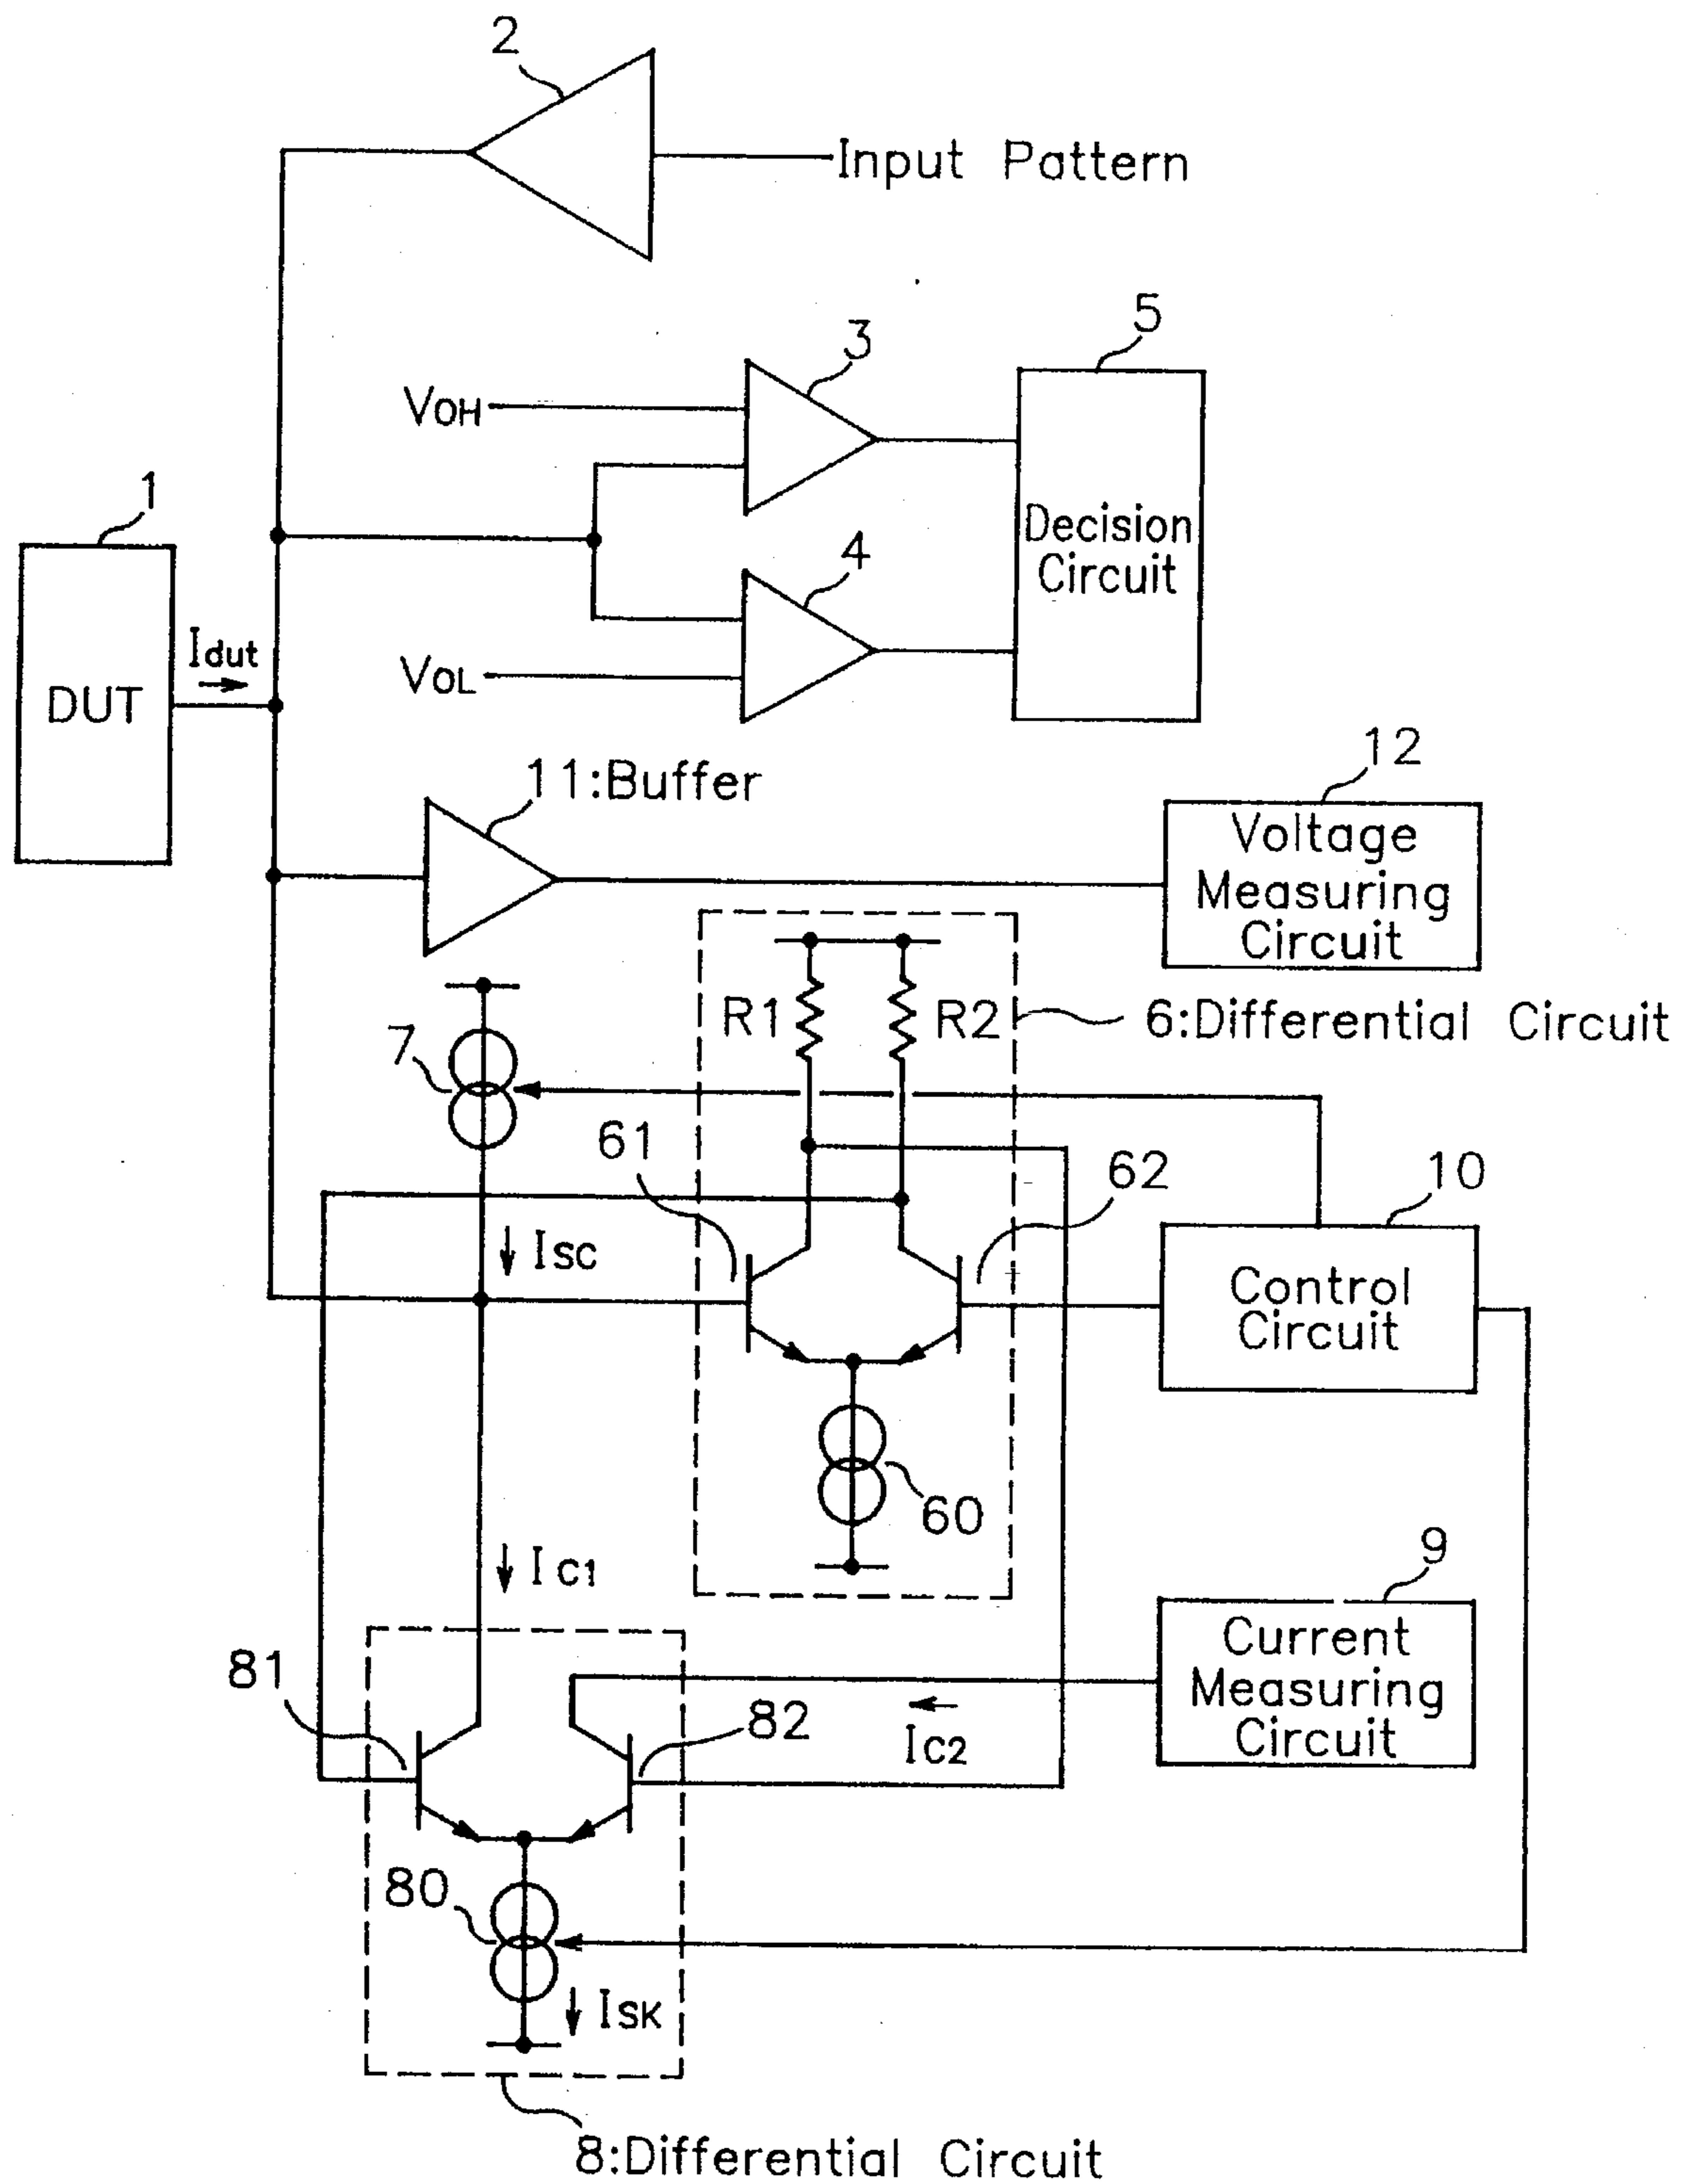 2
Input Pattern
5
3
VOH
1
Decision
Circuit
4
Idut
VOL
DUT
12
11:Buffer
Voltage
Measuring
Circuit
R1
R2
6:Differential Circuit
7
61
62
10
ISC
Control
Circuit
60
IC1
9
Current
Measuring
Circuit
81
82
IC2
80
ISK
8:Differential Circuit